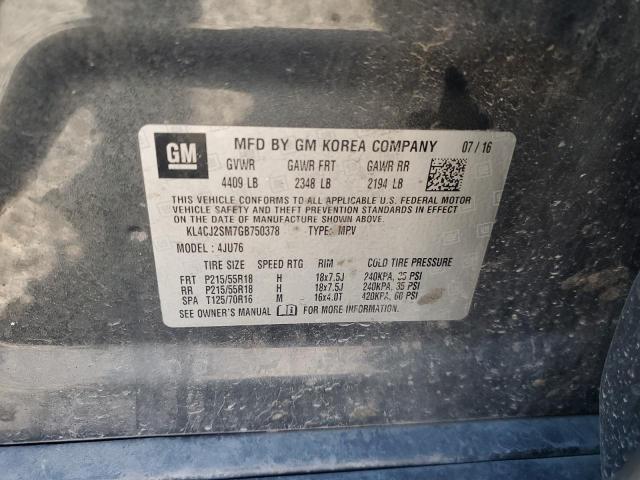 GM MFD BY GM KOREA COMPANY 07/16
GVWR GAWR FRT GAWR RR
4409 LB 2348 LB 2194 LB
THIS VEHICLE CONFORMS TO ALL APPLICABLE U.S. FEDERAL MOTOR
VEHICLE SAFETY, BUMPER, AND THEFT PREVENTION STANDARDS IN EFFECT
ON THE DATE OF MANUFACTURE SHOWN ABOVE.
KL4CJ2SM7GB750378 TYPE: MPV
MODEL : 4JU76
TIRE SIZE SPEED RTG RIM COLD TIRE PRESSURE
FRT P215/55R18 H 18x7.5J 240KPA, 35 PSI
RR P215/55R18 H 18x7.5J 240KPA, 35 PSI
SPA T125/70R16 M 16x4.0T 420KPA, 60 PSI
SEE OWNER'S MANUAL FOR MORE INFORMATION